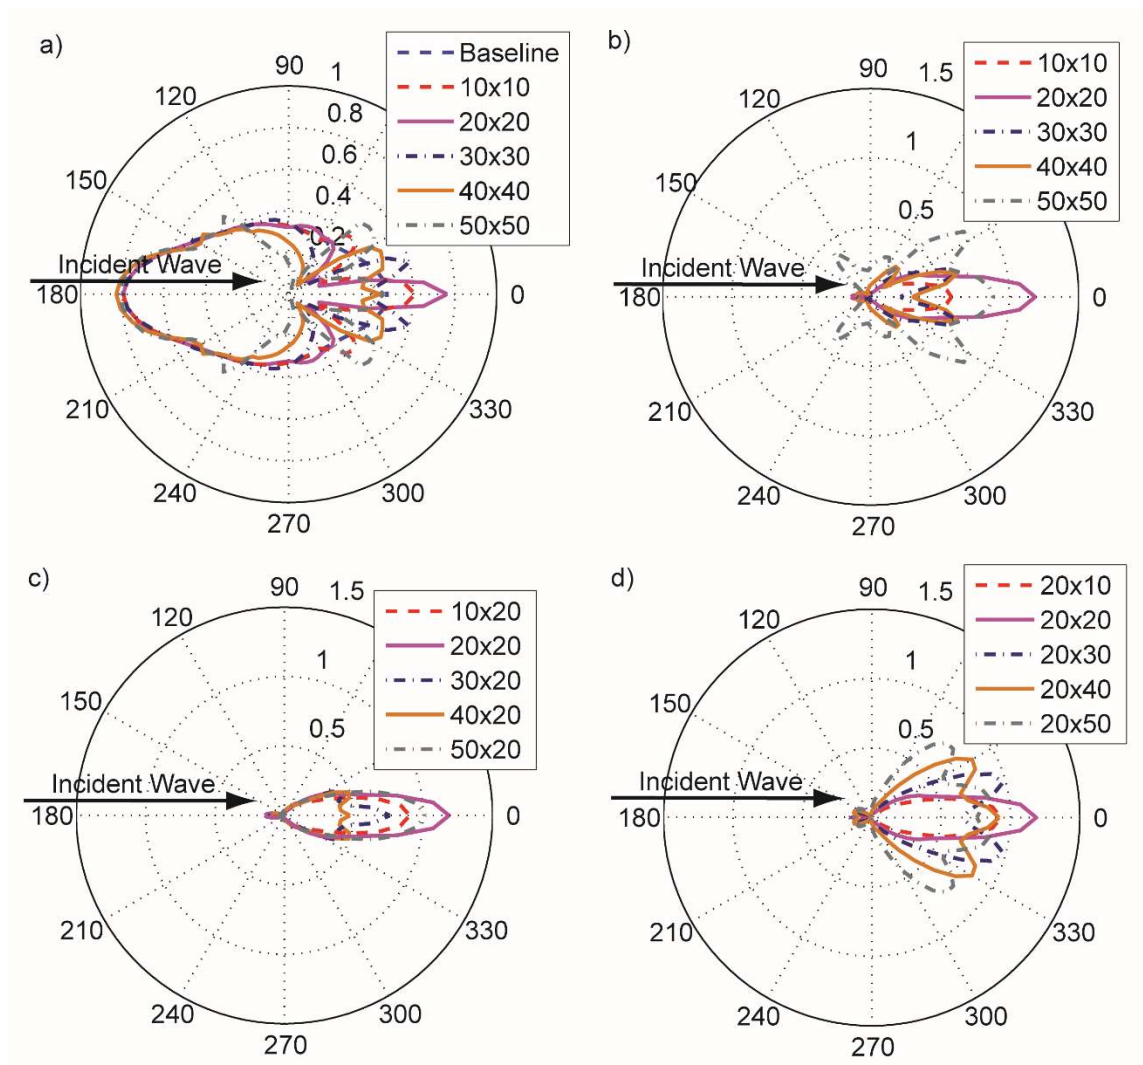 a)
Baseline
10x10
20x20
30x30
40x40
50x50
90
1
120
0.8
0.6
150
0.4
0.2
Incident Wave
180
0
210
330
240
300
270
b)
10x10
20x20
30x30
40x40
50x50
90
1.5
120
1
150
0.5
Incident Wave
180
0
210
330
240
300
270
c)
10x20
20x20
30x20
40x20
50x20
90
1.5
120
1
150
0.5
Incident Wave
180
0
210
330
240
300
270
d)
20x10
20x20
20x30
20x40
20x50
90
1.5
120
1
150
0.5
Incident Wave
180
0
210
330
240
300
270